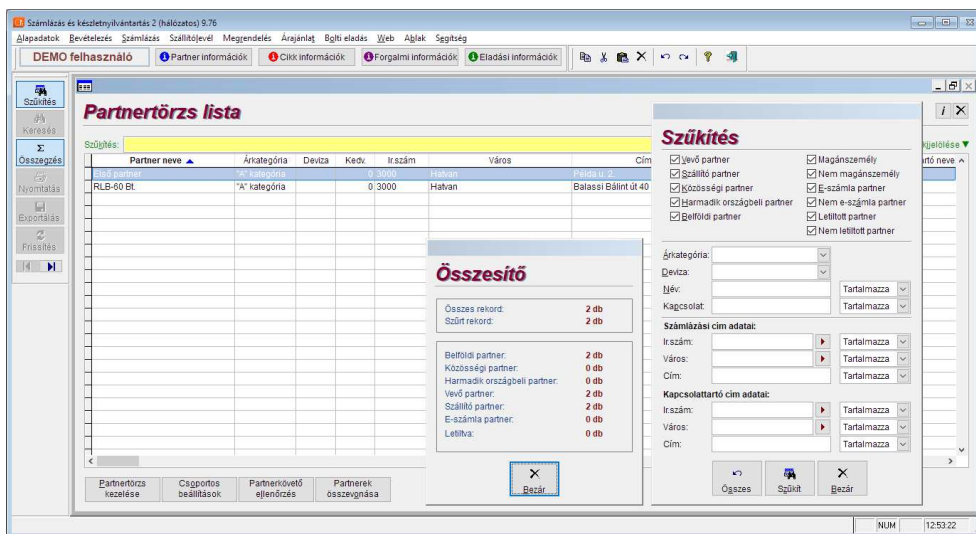 Számlázás és készletnyilvántartás 2 (hálózatos) 9.76
Alapadatok Bevételezés Számlázás Szállítólevél Megrendelés Árajánlat Bolti eladás Web Ablak Segítség
DEMO felhasználó Partner információk Cikk információk Forgalmi információk Eladási információk
Szűkítés
Keresés
Összegzés
Nyomtatás
Exportálás
Frissítés
Partnertörzs lista
Szűkítés:
kijelölése
Partner neve Árkategória Deviza Kedv. Ir.szám Város Cím
Első partner "A" kategória 0 3000 Hatvan Példa u. 2.
RLB-60 Bt. "A" kategória 0 3000 Hatvan Balassi Bálint út 40
Partnertörzs kezelése
Csoportos beállítások
Partnerkövető ellenőrzés
Partnerek összevonása
Összesítő
Összes rekord: 2 db
Szűrt rekord: 2 db
Belföldi partner: 2 db
Közösségi partner: 0 db
Harmadik országbeli partner: 0 db
Vevő partner: 2 db
Szállító partner: 2 db
E-számla partner: 0 db
Letiltva: 0 db
Bezár
Szűkítés
Vevő partner Magánszemély
Szállító partner Nem magánszemély
Közösségi partner E-számla partner
Harmadik országbeli partner Nem e-számla partner
Belföldi partner Letiltott partner
Nem letiltott partner
Árkategória:
Deviza:
Név: Tartalmazza
Kapcsolat: Tartalmazza
Számlázási cím adatai:
Ir.szám: Tartalmazza
Város: Tartalmazza
Cím: Tartalmazza
Kapcsolattartó cím adatai:
Ir.szám: Tartalmazza
Város: Tartalmazza
Cím: Tartalmazza
Összes Szűkít Bezár
NUM 12:53:22